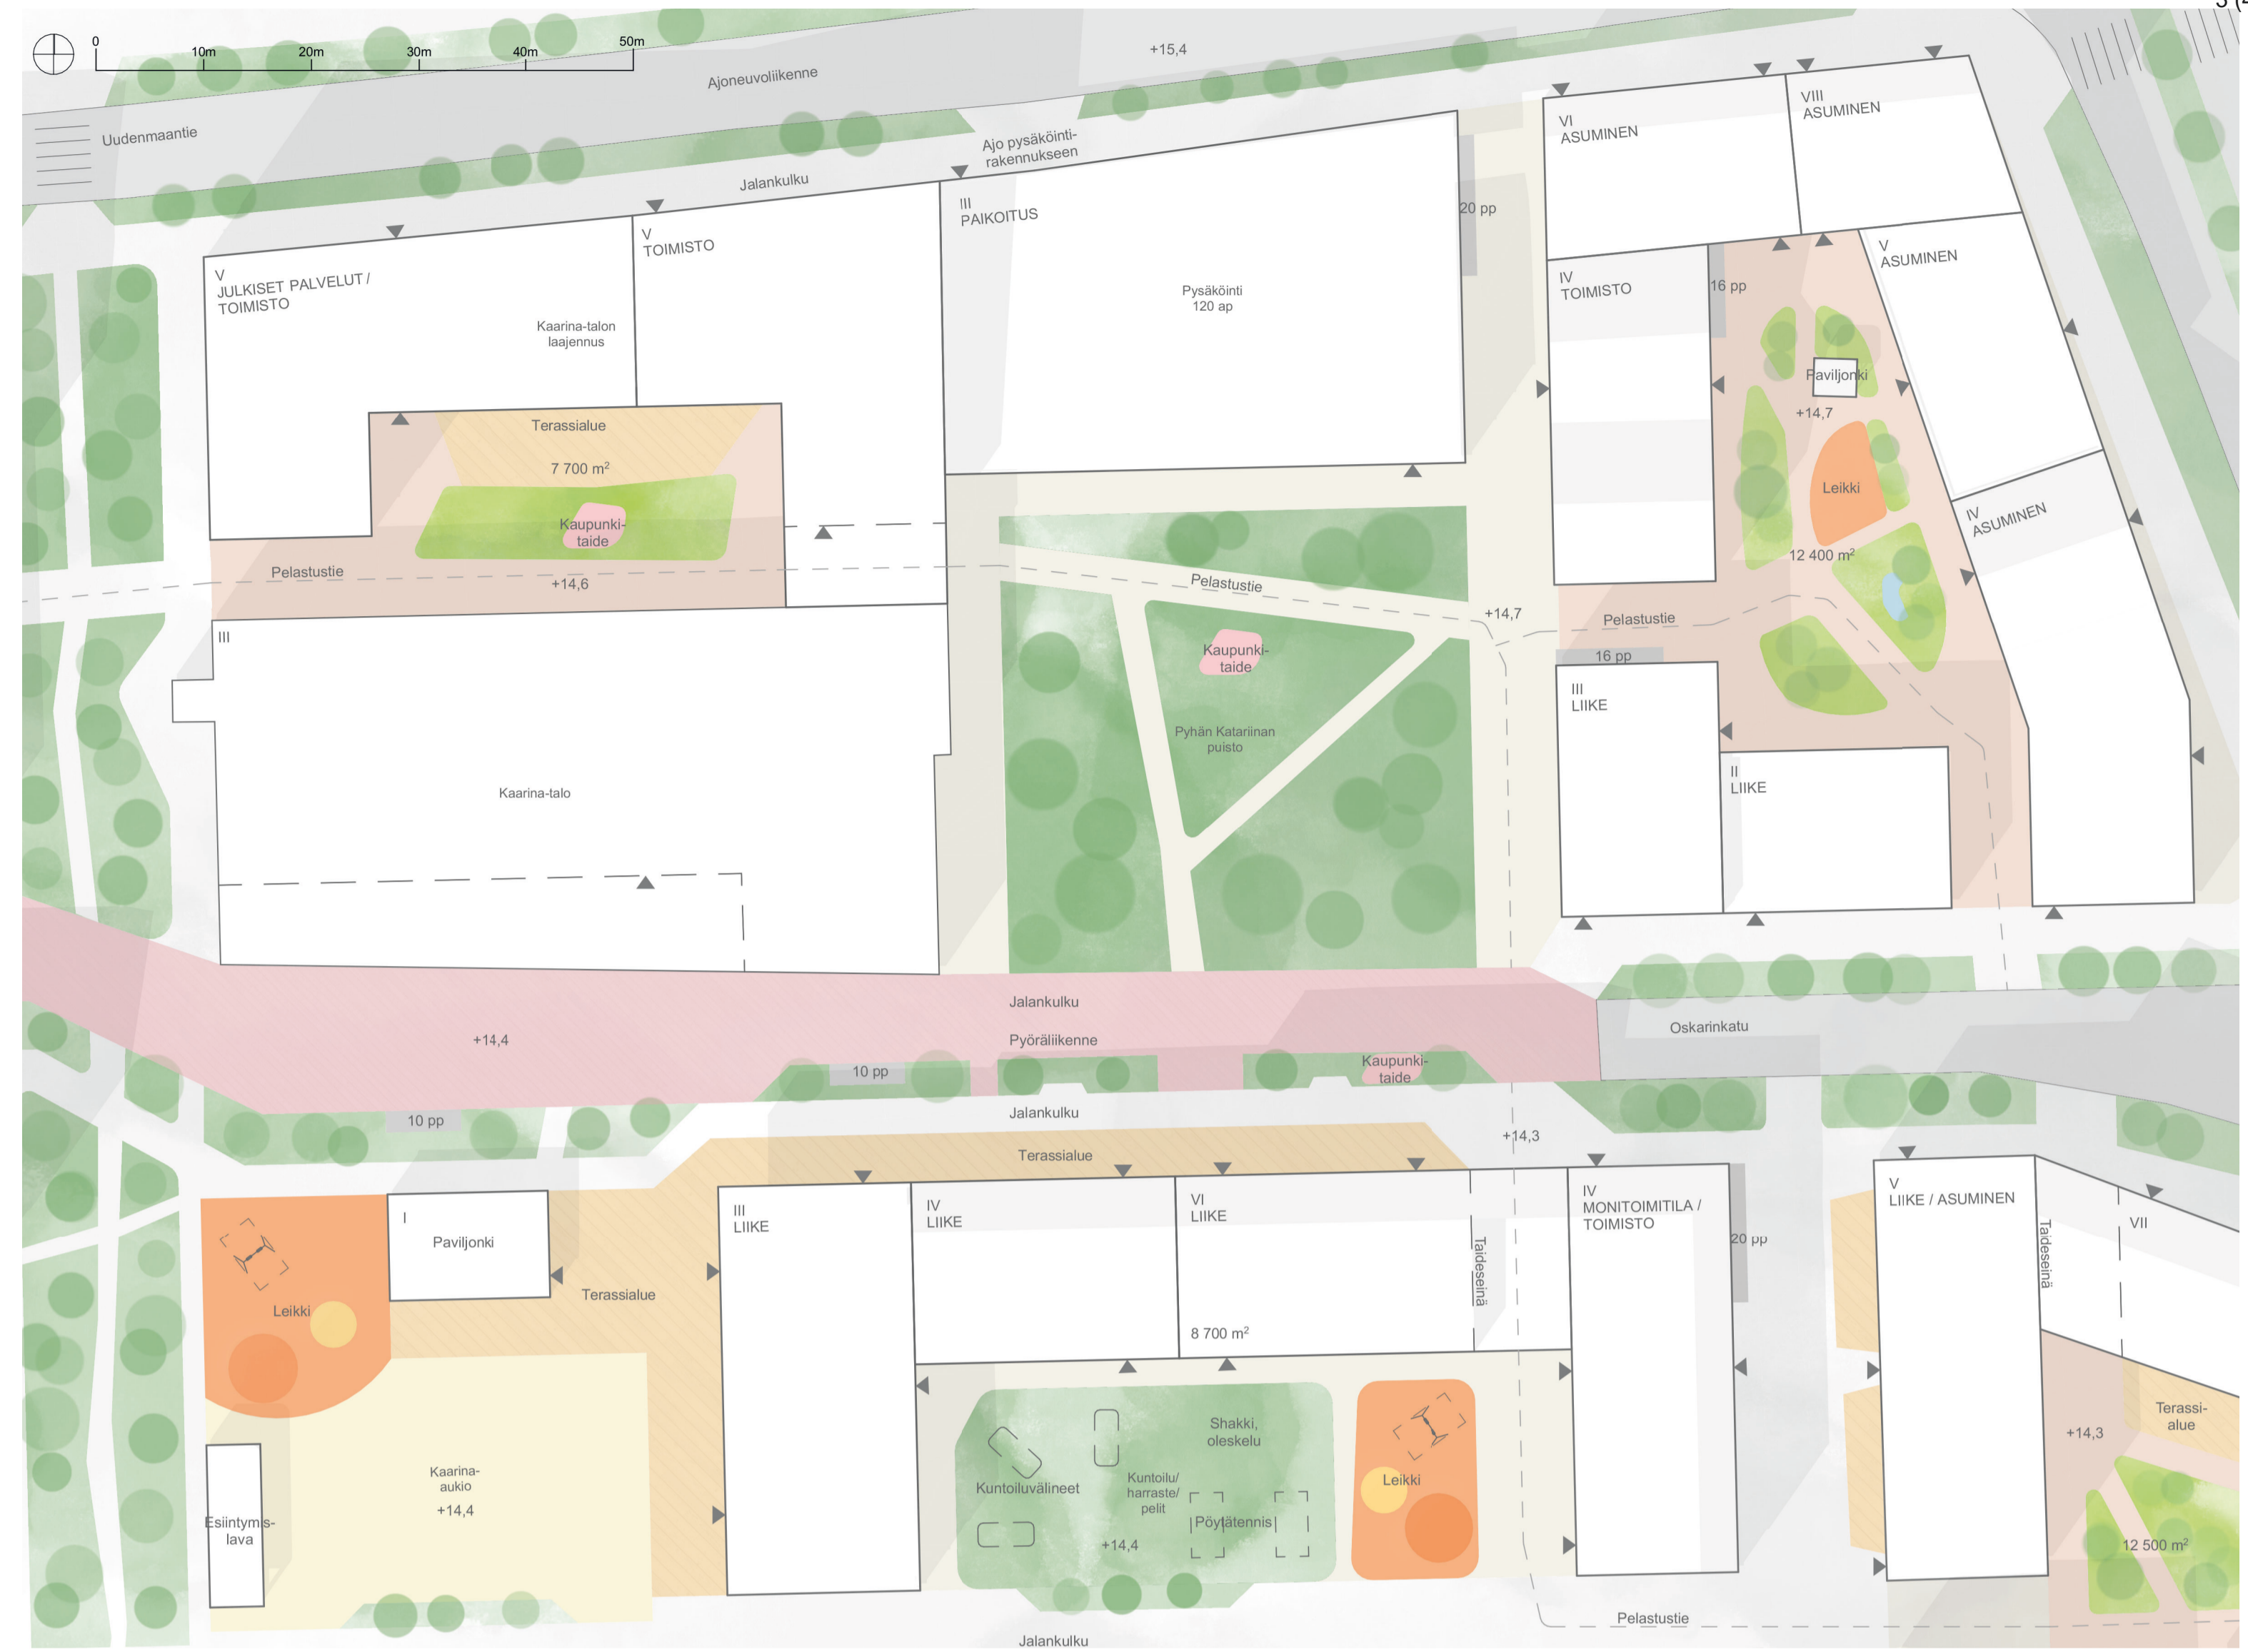 3 (4
0
10m
20m
30m
40m
50m
+15,4
Ajoneuvoliikenne
Uudenmaantie
Ajo pysäköinti-
rakennukseen
Jalankulku
VI
ASUMINEN
VIII
ASUMINEN
III
PAIKOITUS
20 pp
V
TOIMISTO
V
JULKISET PALVELUT /
TOIMISTO
Kaarina-talon
laajennus
Pysäköinti
120 ap
IV
TOIMISTO
16 pp
V
ASUMINEN
Paviljonki
+14,7
Terassialue
7 700 m²
Kaupunki-
taide
Leikki
IV
ASUMINEN
12 400 m²
Pelastustie
+14,6
Pelastustie
+14,7
Pelastustie
III
Kaupunki-
taide
16 pp
III
LIIKE
Pyhän Katariinan
puisto
II
LIIKE
Kaarina-talo
Jalankulku
+14,4
Pyöräliikenne
Oskarinkatu
10 pp
Kaupunki-
taide
10 pp
Jalankulku
Terassialue
+14,3
I
Paviljonki
III
LIIKE
IV
LIIKE
VI
LIIKE
Taideseinä
IV
MONITOIMITILA /
TOIMISTO
20 pp
V
LIIKE / ASUMINEN
Taideseinä
VII
Leikki
Terassialue
8 700 m²
Kaarina-
aukio
+14,4
Esiintymis-
lava
Shakki,
oleskelu
Kuntoiluvälineet
Kuntoilu/
harraste/
pelit
Pöytätennis
+14,4
Leikki
Terassi-
alue
+14,3
12 500 m²
Pelastustie
Jalankulku